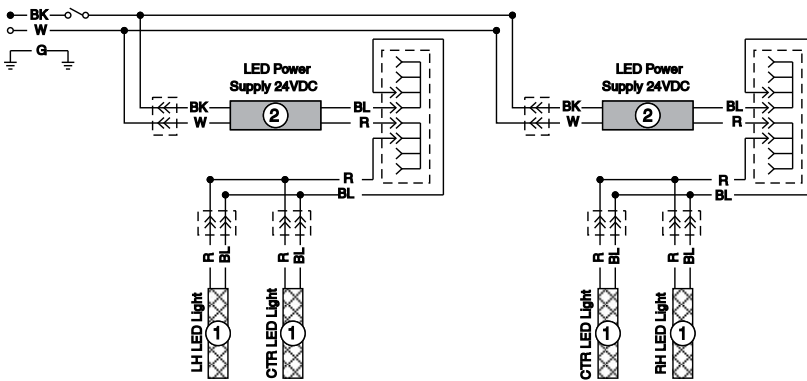 BK
W
G
LED Power
Supply 24VDC
LED Power
Supply 24VDC
BK
BL
BK
BL
W
2
R
W
2
R
R
BL
R
BL
R
BL
R
BL
R
BL
R
BL
LH LED Light
1
CTR LED Light
1
CTR LED Light
1
RH LED Light
1